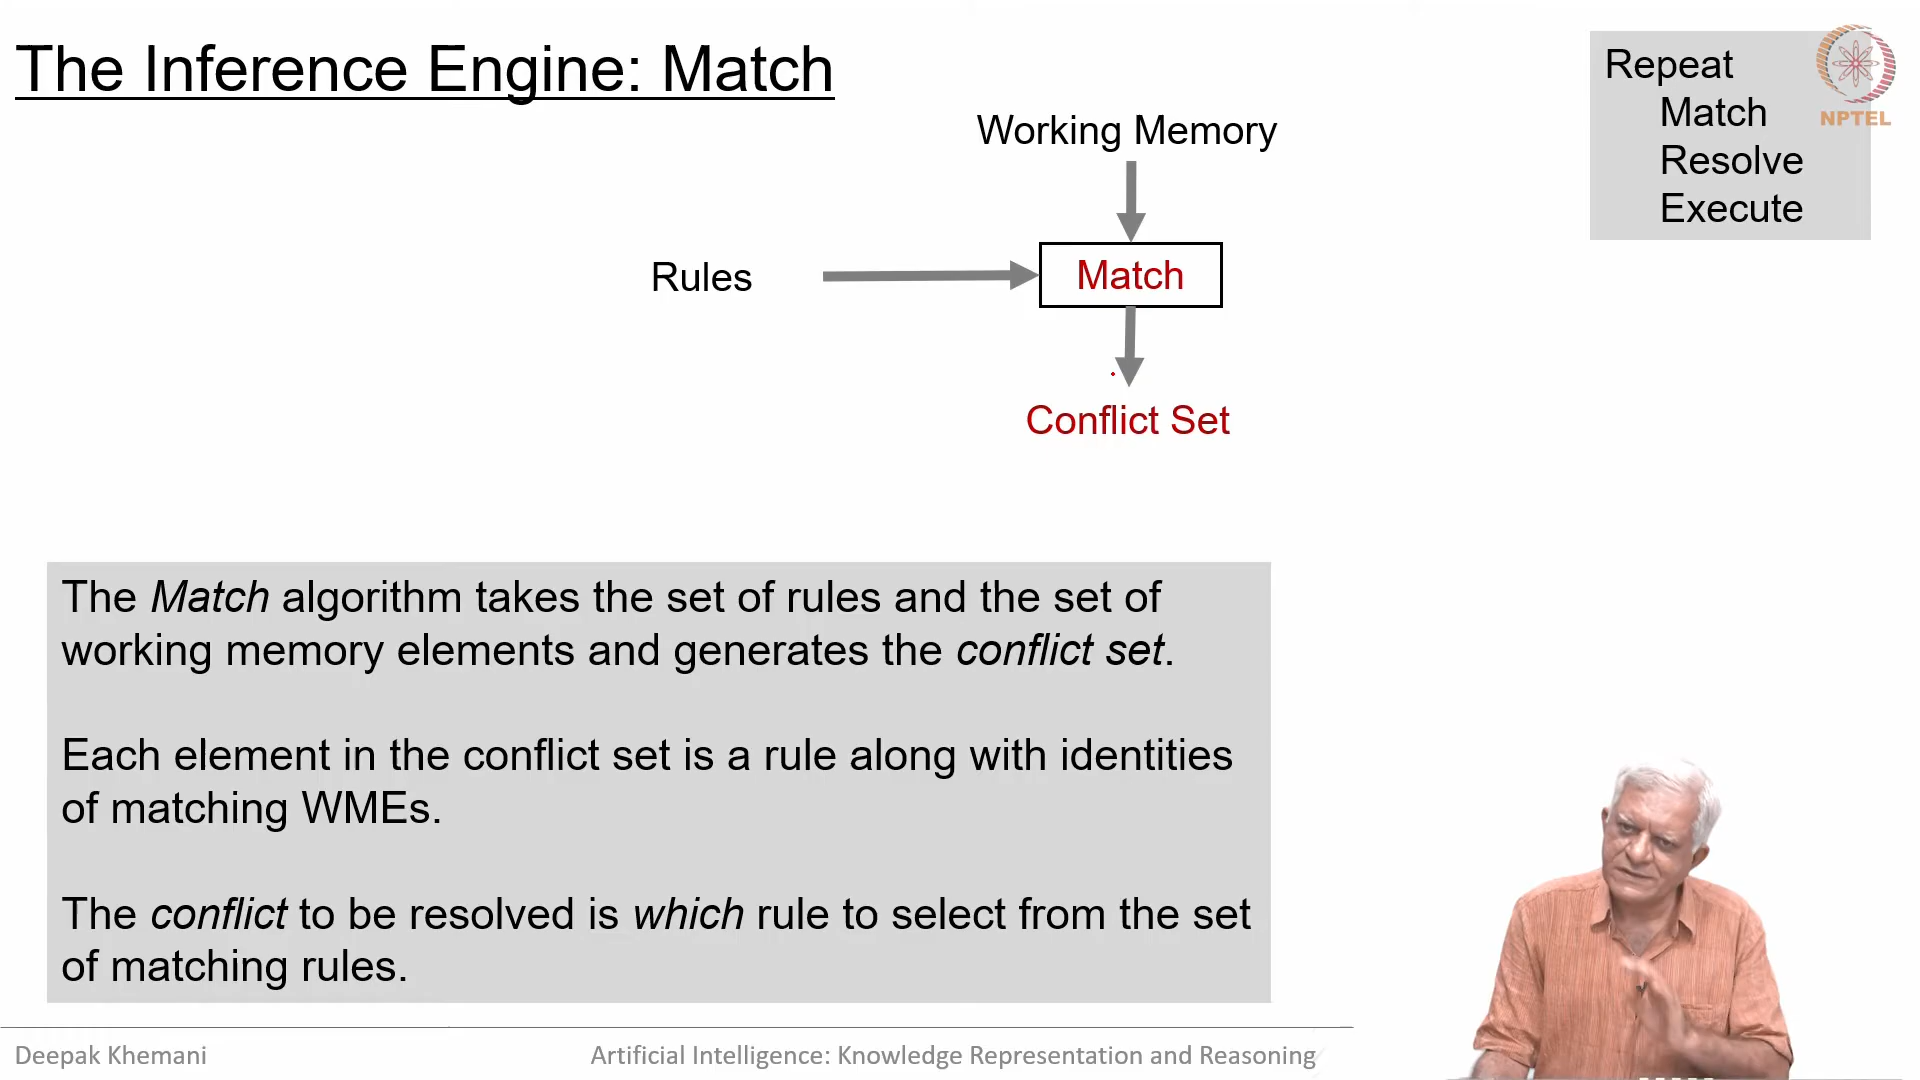 The Inference Engine: Match
Repeat
Match
Resolve
Execute
NPTEL
Working Memory
Rules
Match
Conflict Set
The Match algorithm takes the set of rules and the set of
working memory elements and generates the conflict set.
Each element in the conflict set is a rule along with identities
of matching WMEs.
The conflict to be resolved is which rule to select from the set
of matching rules.
Deepak Khemani
Artificial Intelligence: Knowledge Representation and Reasoning